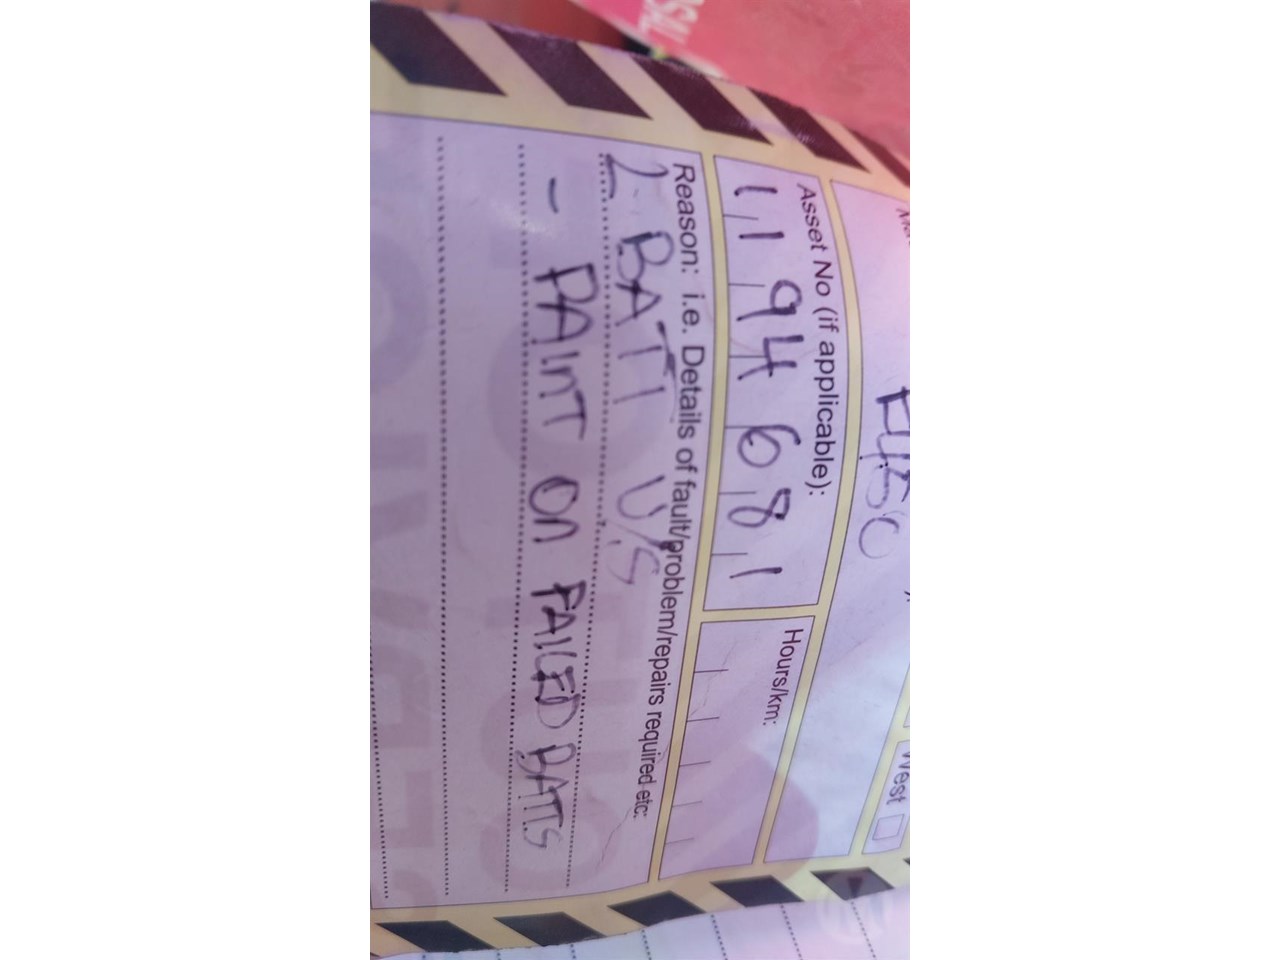 West
Asset No (if applicable):
Hours/km:
1194681
Reason: i.e. Details of fault/problem/repairs required etc:
2 BATT U/S
- PAINT ON FAILED BATTS